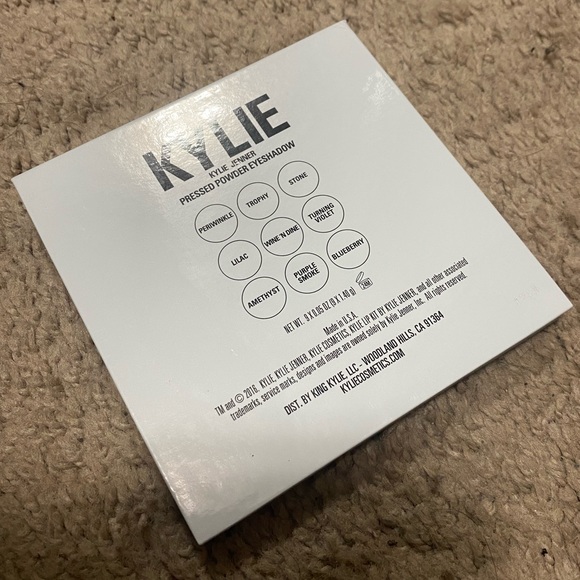 KYLIE
KYLIE JENNER
PRESSED POWDER EYESHADOW
PERIWINKLE TROPHY STONE
LILAC WINE 'N DINE TURNING VIOLET
AMETHYST PURPLE SMOKE BLUEBERRY
NET WT. 9 X 0.05 OZ (9 X 1.40 g)
Made in U.S.A.
TM and © 2016. KYLIE, KYLIE JENNER, KYLIE COSMETICS, KYLIE LIP KIT BY KYLIE JENNER, and all other associated
trademarks, service marks, designs and images are owned solely by Kylie Jenner, Inc. All rights reserved.
DIST. BY KING KYLIE, LLC - WOODLAND HILLS, CA 91364
KYLIECOSMETICS.COM